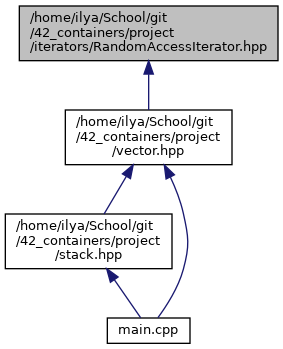 /home/ilya/School/git
/42_containers/project
/iterators/RandomAccessIterator.hpp
/home/ilya/School/git
/42_containers/project
/vector.hpp
/home/ilya/School/git
/42_containers/project
/stack.hpp
main.cpp